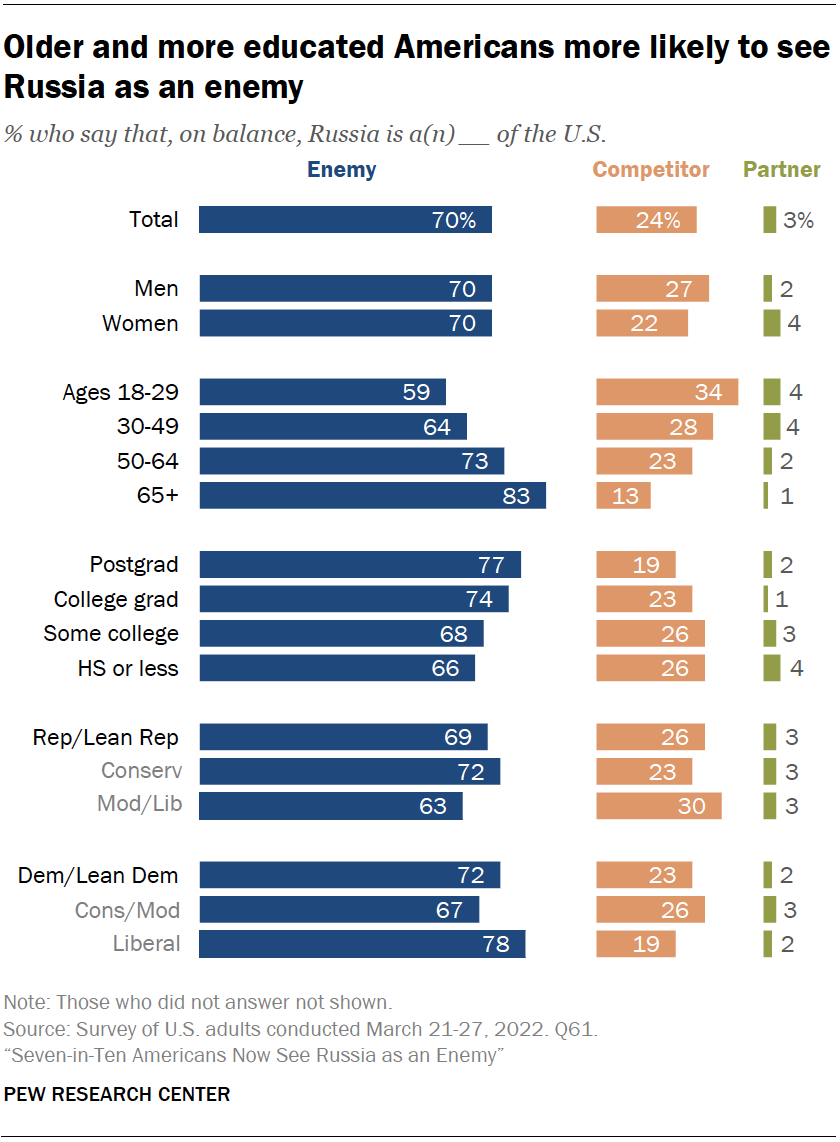 Older and more educated Americans more likely to see
Russia as an enemy
% who say that, on balance, Russia is a(n) __ of the U.S.
Enemy Competitor Partner
Total 70% 24% 3%
Men 70 27 2
Women 70 22 4
Ages 18-29 59 34 4
30-49 64 28 4
50-64 73 23 2
65+ 83 13 1
Postgrad 77 19 2
College grad 74 23 1
Some college 68 26 3
HS or less 66 26 4
Rep/Lean Rep 69 26 3
Conserv 72 23 3
Mod/Lib 63 30 3
Dem/Lean Dem 72 23 2
Cons/Mod 67 26 3
Liberal 78 19 2
Note: Those who did not answer not shown.
Source: Survey of U.S. adults conducted March 21-27, 2022. Q61.
“Seven-in-Ten Americans Now See Russia as an Enemy”
PEW RESEARCH CENTER